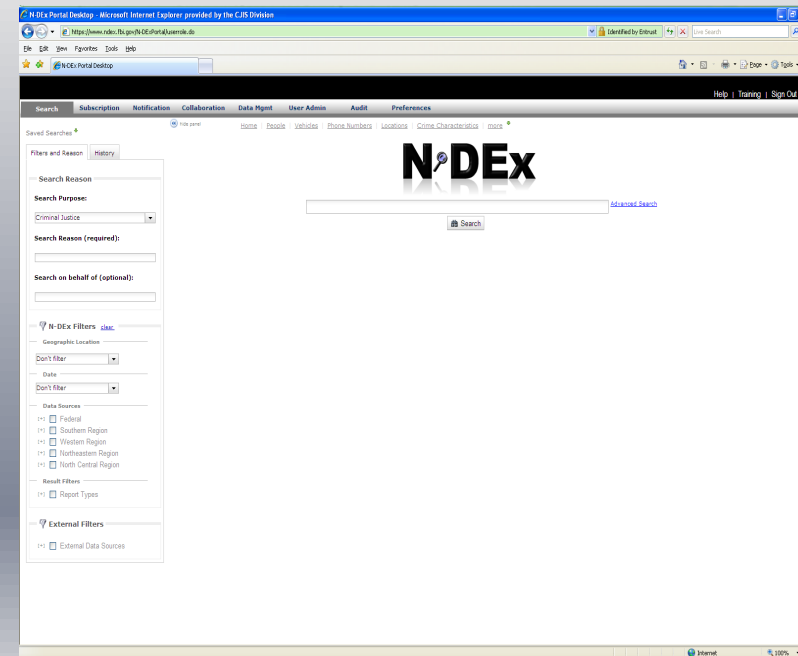 N-DEx Portal Desktop - Microsoft Internet Explorer provided by the CJIS Division
https://www.ndex.fbi.gov/N-DExPortal/userrole.do
Identified by Entrust
Live Search
File Edit View Favorites Tools Help
N-DEx Portal Desktop
Page Tools
Help | Training | Sign Out
Search Subscription Notification Collaboration Data Mgmt User Admin Audit Preferences
Saved Searches
Hide panel
Home | People | Vehicles | Phone Numbers | Locations | Crime Characteristics | more
Filters and Reason History
N DEx
Search Reason
Search Purpose:
Advanced Search
Criminal Justice
Search
Search Reason (required):
Search on behalf of (optional):
N-DEx Filters clear
Geographic Location
Don't filter
Date
Don't filter
Data Sources
[+] Federal
[+] Southern Region
[+] Western Region
[+] Northeastern Region
[+] North Central Region
Result Filters
[+] Report Types
External Filters
[+] External Data Sources
Internet 100%